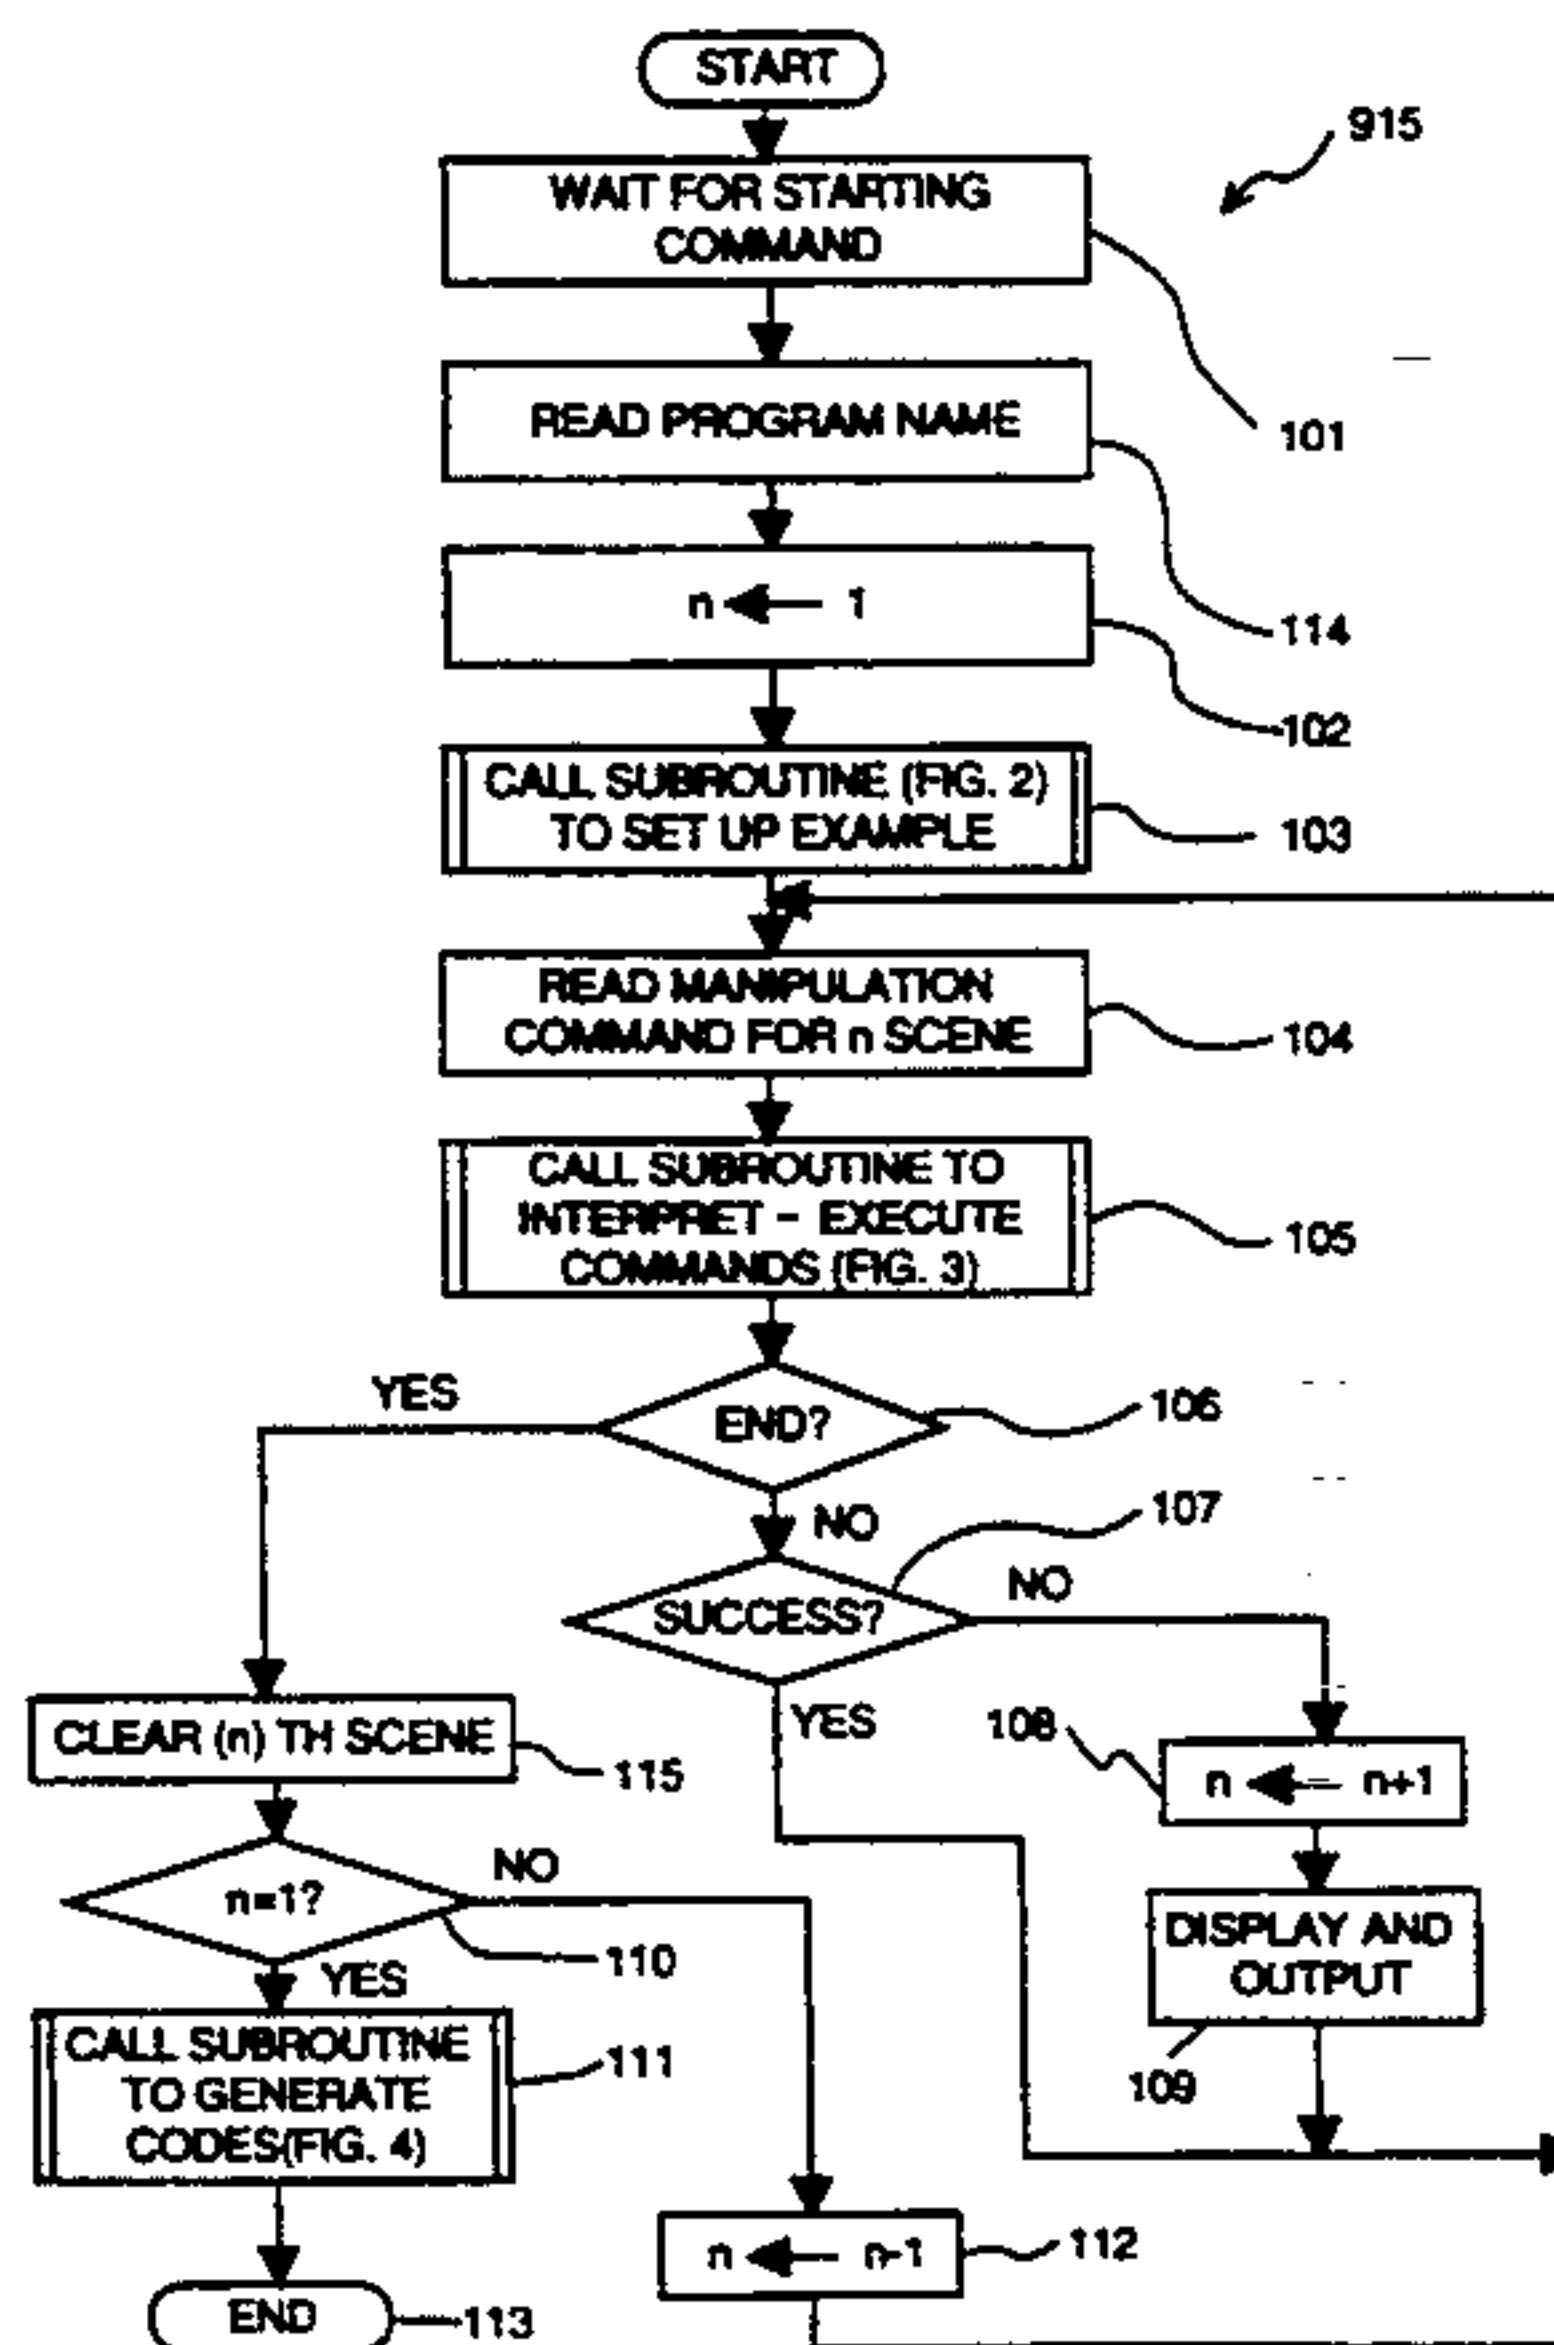 START
915
WAIT FOR STARTING
COMMAND
101
READ PROGRAM NAME
114
n ← 1
102
CALL SUBROUTINE (FIG. 2)
TO SET UP EXAMPLE
103
READ MANIPULATION
COMMAND FOR n SCENE
104
CALL SUBROUTINE TO
INTERPRET - EXECUTE
COMMANDS (FIG. 3)
105
YES
END?
106
NO
107
SUCCESS?
NO
YES
108
n ← n+1
CLEAR (n) TH SCENE
115
n=1?
NO
110
YES
DISPLAY AND
OUTPUT
109
CALL SUBROUTINE
TO GENERATE
CODES(FIG. 4)
111
n ← n-1
112
END
113